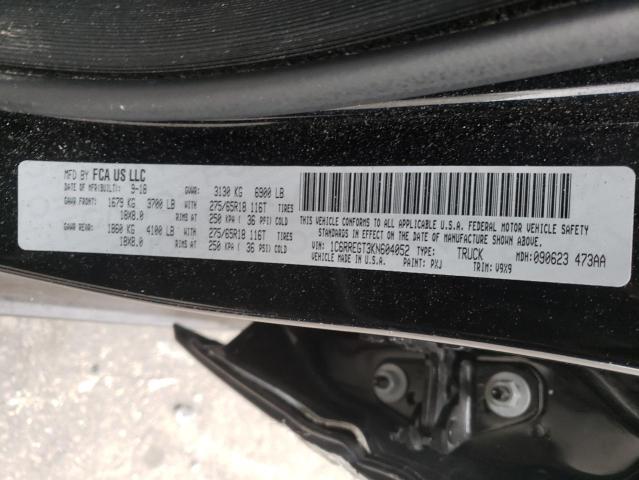 MFD BY FCA US LLC
DATE OF MFR(BUILT): 9-18 GVWR: 3130 KG 6900 LB
GAWR FRONT: 1679 KG 3700 LB WITH 275/65R18 116T TIRES
18X8.0 RIMS AT 250 KPA ( 36 PSI) COLD
GAWR REAR: 1860 KG 4100 LB WITH 275/65R18 116T TIRES
18X8.0 RIMS AT 250 KPA ( 36 PSI) COLD
THIS VEHICLE CONFORMS TO ALL APPLICABLE U.S.A. FEDERAL MOTOR VEHICLE SAFETY
STANDARDS IN EFFECT ON THE DATE OF MANUFACTURE SHOWN ABOVE.
VIN: 1C6RREGT3KN604052 TYPE: TRUCK MDH: 090623 473AA
VEHICLE MADE IN U.S.A. PAINT: PXJ TRIM: V9X9